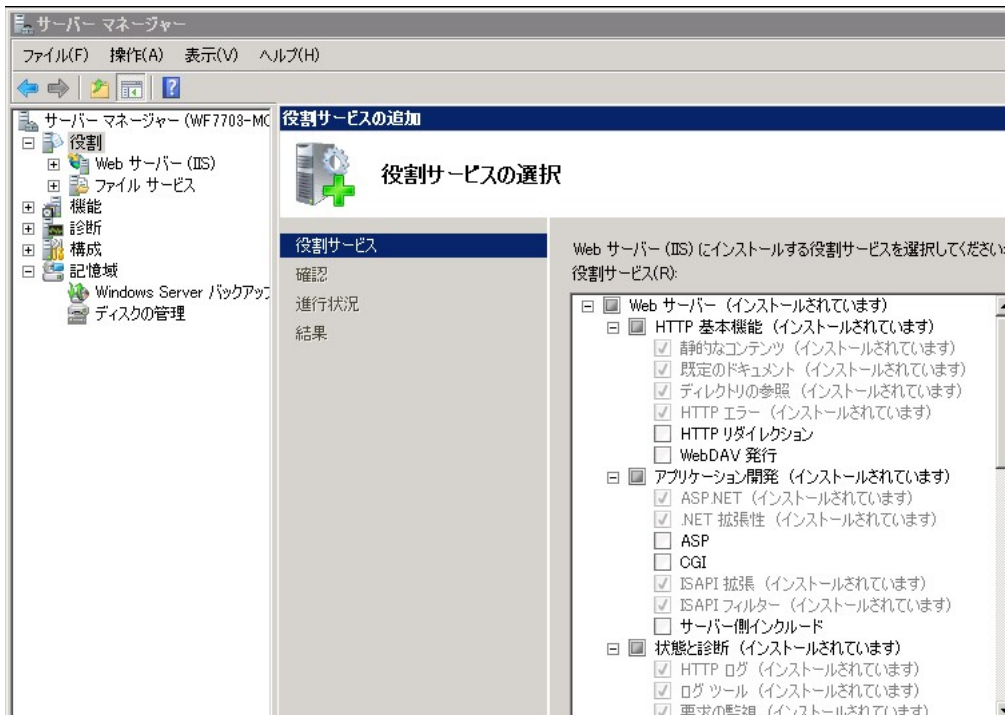 サーバー マネージャー
ファイル(F) 操作(A) 表示(V) ヘルプ(H)
サーバー マネージャー (WF7703-MO
役割
Web サーバー (IIS)
ファイル サービス
機能
診断
構成
記憶域
Windows Server バックアップ
ディスクの管理
役割サービスの追加
役割サービスの選択
役割サービス
確認
進行状況
結果
Web サーバー (IIS) にインストールする役割サービスを選択してください
役割サービス(R):
Web サーバー (インストールされています)
HTTP 基本機能 (インストールされています)
静的なコンテンツ (インストールされています)
既定のドキュメント (インストールされています)
ディレクトリの参照 (インストールされています)
HTTP エラー (インストールされています)
HTTP リダイレクション
WebDAV 発行
アプリケーション開発 (インストールされています)
ASP.NET (インストールされています)
.NET 拡張性 (インストールされています)
ASP
CGI
ISAPI 拡張 (インストールされています)
ISAPI フィルター (インストールされています)
サーバー側インクルード
状態と診断 (インストールされています)
HTTP ログ (インストールされています)
ログ ツール (インストールされています)
要求の監視 (インストールされています)